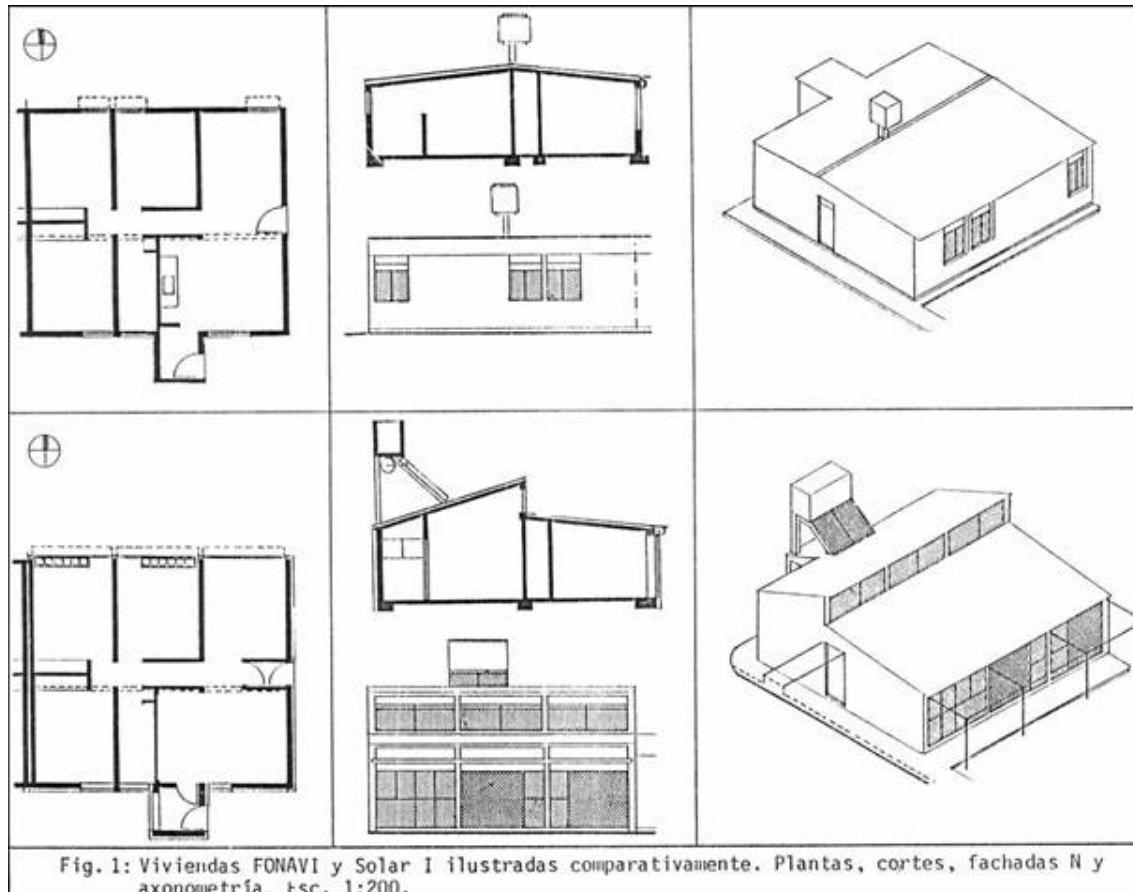 Fig. 1: Viviendas FONAVI y Solar I ilustradas comparativamente. Plantas, cortes, fachadas N y
axonometría. Esc. 1:200.